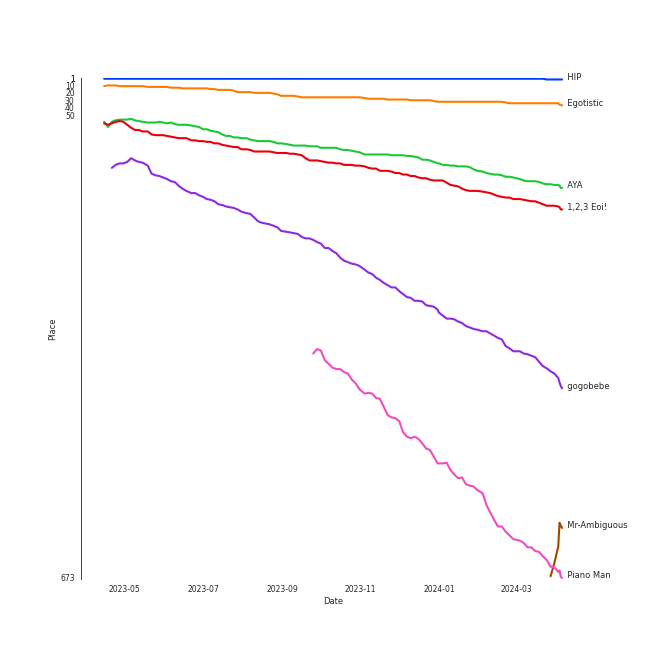 1
10
20
30
40
50
673
Place
HIP
Egotistic
AYA
1,2,3 Eoi!
gogobebe
Mr-Ambiguous
Piano Man
2023-05 2023-07 2023-09 2023-11 2024-01 2024-03
Date